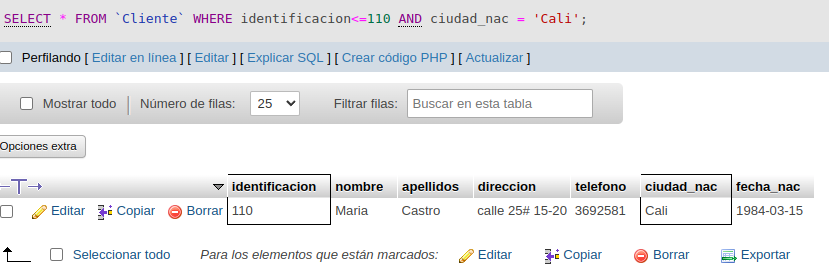 SELECT * FROM `Cliente` WHERE identificacion<=110 AND ciudad_nac = 'Cali';
Perfilando [ Editar en línea ] [ Editar ] [ Explicar SQL ] [ Crear código PHP ] [ Actualizar ]
Mostrar todo Número de filas: 25 Filtrar filas: Buscar en esta tabla
Opciones extra
identificacion nombre apellidos direccion telefono ciudad_nac fecha_nac
Editar Copiar Borrar 110 Maria Castro calle 25# 15-20 3692581 Cali 1984-03-15
Seleccionar todo Para los elementos que están marcados: Editar Copiar Borrar Exportar